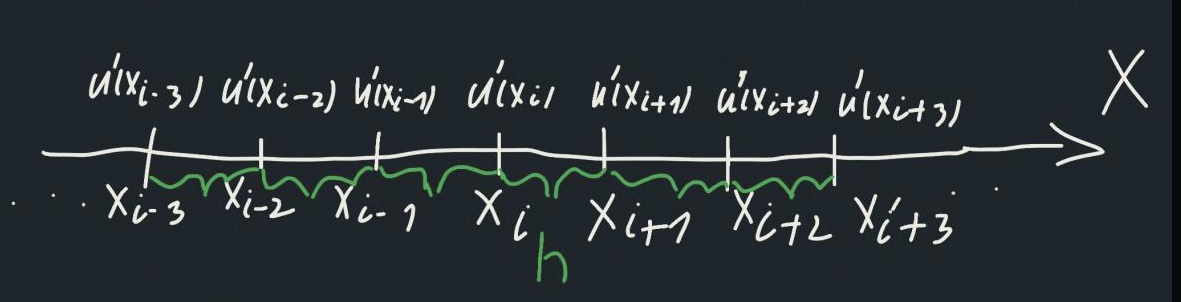 u'(x_{i-3}) u'(x_{i-2}) u'(x_{i-1}) u'(x_i) u'(x_{i+1}) u'(x_{i+2}) u'(x_{i+3}) X
. . . x_{i-3} x_{i-2} x_{i-1} x_i x_{i+1} x_{i+2} x_{i+3} . .
h